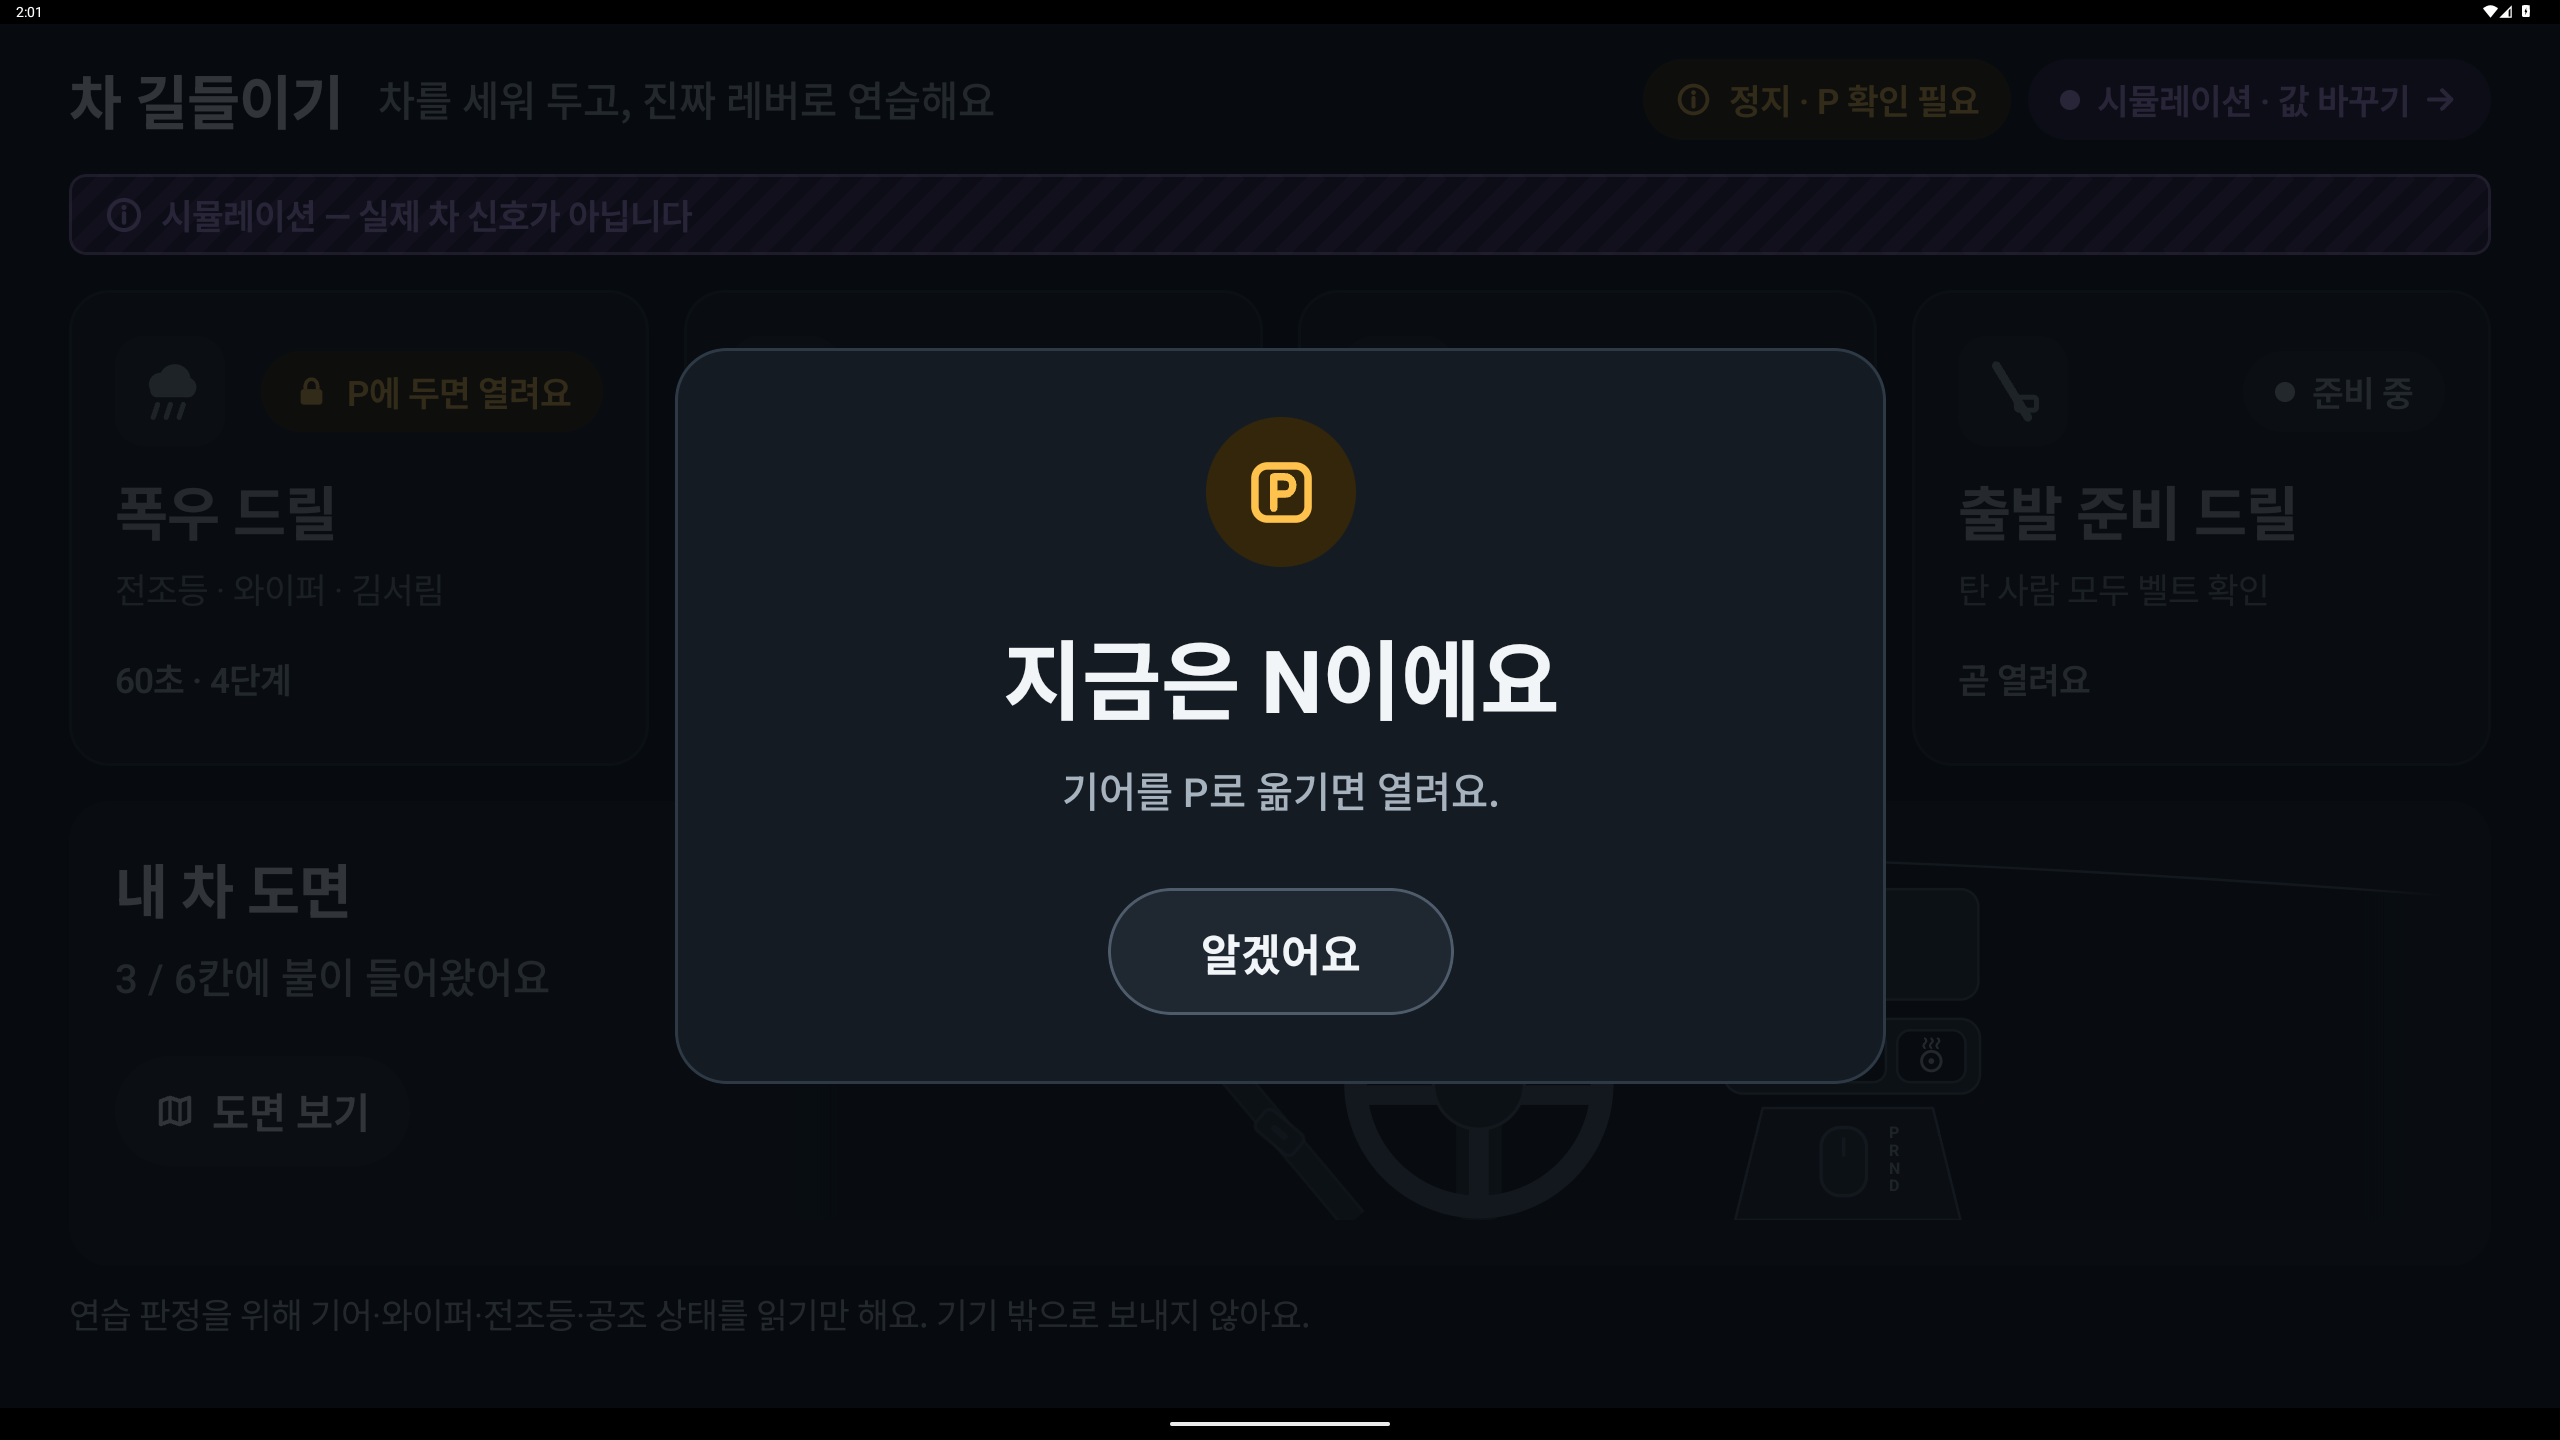 2:01
차 길들이기 차를 세워 두고, 진짜 레버로 연습해요
정지 · P 확인 필요
시뮬레이션 · 값 바꾸기
시뮬레이션 — 실제 차 신호가 아닙니다
P에 두면 열려요
폭우 드릴
전조등 · 와이퍼 · 김서림
60초 · 4단계
준비 중
출발 준비 드릴
탄 사람 모두 벨트 확인
곧 열려요
P
지금은 N이에요
기어를 P로 옮기면 열려요.
알겠어요
내 차 도면
3 / 6칸에 불이 들어왔어요
도면 보기
P
R
N
D
연습 판정을 위해 기어·와이퍼·전조등·공조 상태를 읽기만 해요. 기기 밖으로 보내지 않아요.